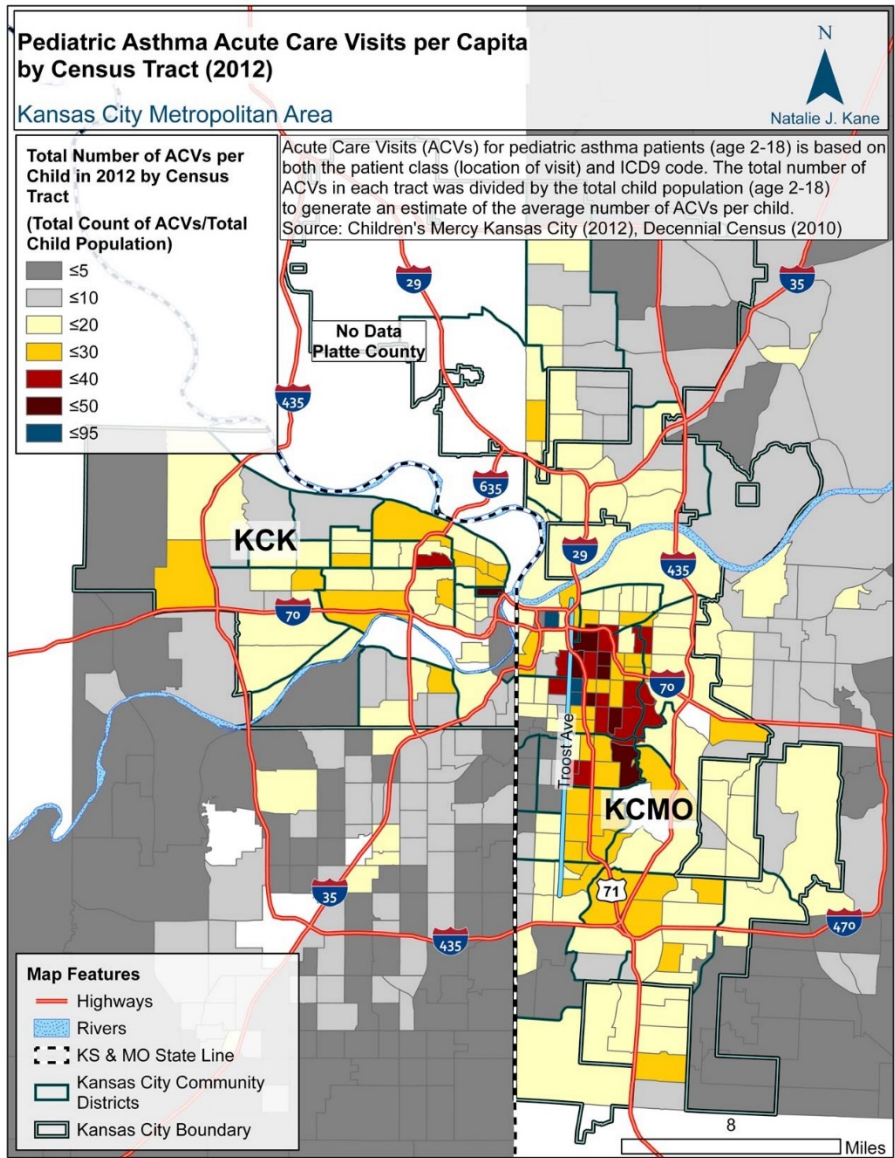 Pediatric Asthma Acute Care Visits per Capita
by Census Tract (2012)
Kansas City Metropolitan Area
N
Natalie J. Kane
Total Number of ACVs per
Child in 2012 by Census
Tract
(Total Count of ACVs/Total
Child Population)
≤5
≤10
≤20
≤30
≤40
≤50
≤95
Acute Care Visits (ACVs) for pediatric asthma patients (age 2-18) is based on
both the patient class (location of visit) and ICD9 code. The total number of
ACVs in each tract was divided by the total child population (age 2-18)
to generate an estimate of the average number of ACVs per child.
Source: Children's Mercy Kansas City (2012), Decennial Census (2010)
29
35
No Data
Platte County
435
635
KCK
29
435
70
70
Troost Ave
KCMO
35
71
435
470
Map Features
Highways
Rivers
KS & MO State Line
Kansas City Community
Districts
Kansas City Boundary
8
Miles